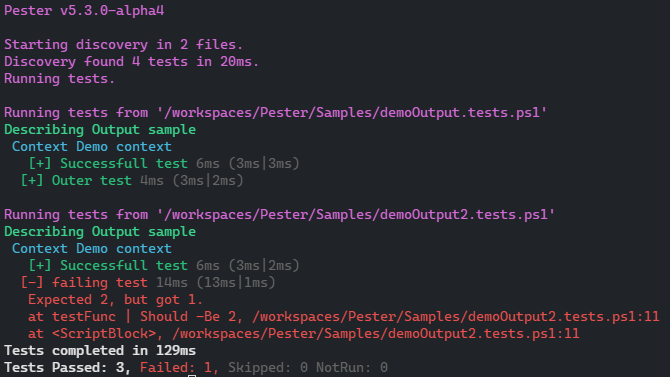 Pester v5.3.0-alpha4
Starting discovery in 2 files.
Discovery found 4 tests in 20ms.
Running tests.
Running tests from '/workspaces/Pester/Samples/demoOutput.tests.ps1'
Describing Output sample
Context Demo context
[+] Successfull test 6ms (3ms|3ms)
[+] Outer test 4ms (3ms|2ms)
Running tests from '/workspaces/Pester/Samples/demoOutput2.tests.ps1'
Describing Output sample
Context Demo context
[+] Successfull test 6ms (3ms|2ms)
[-] failing test 14ms (13ms|1ms)
Expected 2, but got 1.
at testFunc | Should -Be 2, /workspaces/Pester/Samples/demoOutput2.tests.ps1:11
at <ScriptBlock>, /workspaces/Pester/Samples/demoOutput2.tests.ps1:11
Tests completed in 129ms
Tests Passed: 3, Failed: 1, Skipped: 0 NotRun: 0